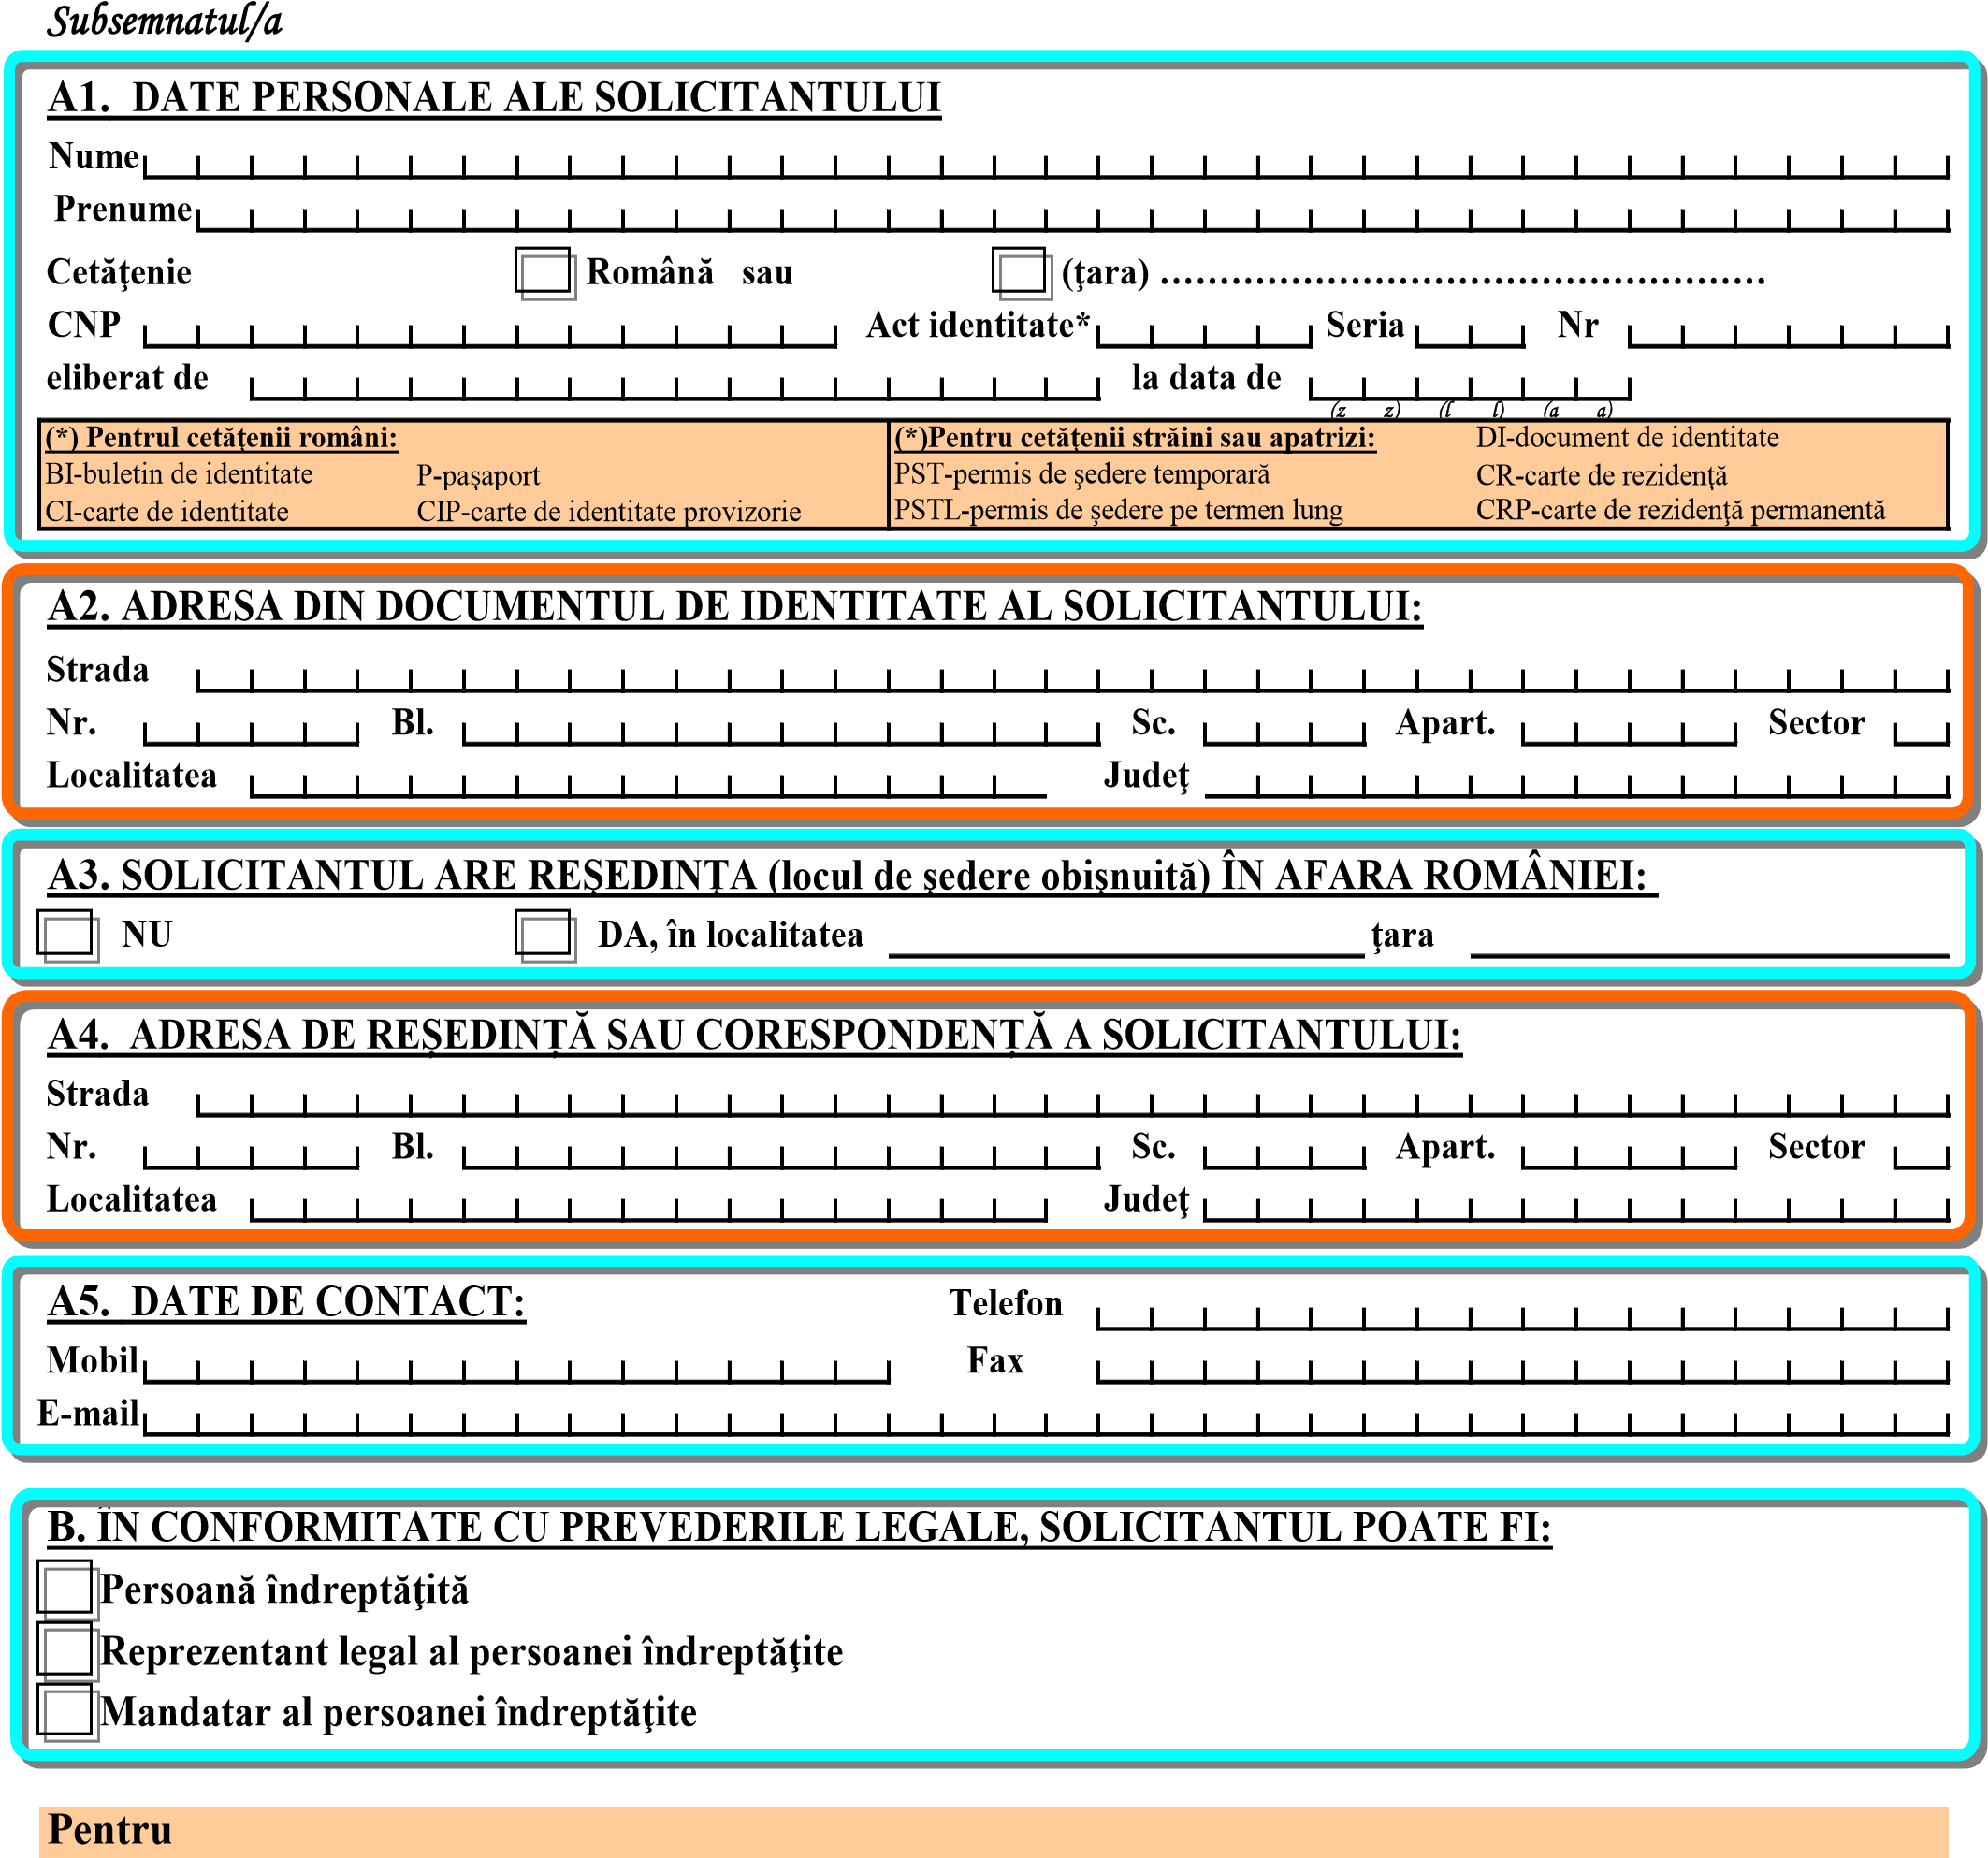 Subsemnatul/a
A1. DATE PERSONALE ALE SOLICITANTULUI
Nume
Prenume
Cetăţenie Română sau (ţara) ...................................................
CNP Act identitate* Seria Nr
eliberat de la data de
(z z) (l l) (a a)
(*) Pentrul cetăţenii români: (*)Pentru cetăţenii străini sau apatrizi: DI-document de identitate
BI-buletin de identitate P-paşaport PST-permis de şedere temporară CR-carte de rezidenţă
CI-carte de identitate CIP-carte de identitate provizorie PSTL-permis de şedere pe termen lung CRP-carte de rezidenţă permanentă
A2. ADRESA DIN DOCUMENTUL DE IDENTITATE AL SOLICITANTULUI:
Strada
Nr. Bl. Sc. Apart. Sector
Localitatea Judeţ
A3. SOLICITANTUL ARE REŞEDINŢA (locul de şedere obişnuită) ÎN AFARA ROMÂNIEI:
NU DA, în localitatea ţara
A4. ADRESA DE REŞEDINŢĂ SAU CORESPONDENŢĂ A SOLICITANTULUI:
Strada
Nr. Bl. Sc. Apart. Sector
Localitatea Judeţ
A5. DATE DE CONTACT: Telefon
Mobil Fax
E-mail
B. ÎN CONFORMITATE CU PREVEDERILE LEGALE, SOLICITANTUL POATE FI:
Persoană îndreptăţită
Reprezentant legal al persoanei îndreptăţite
Mandatar al persoanei îndreptăţite
Pentru